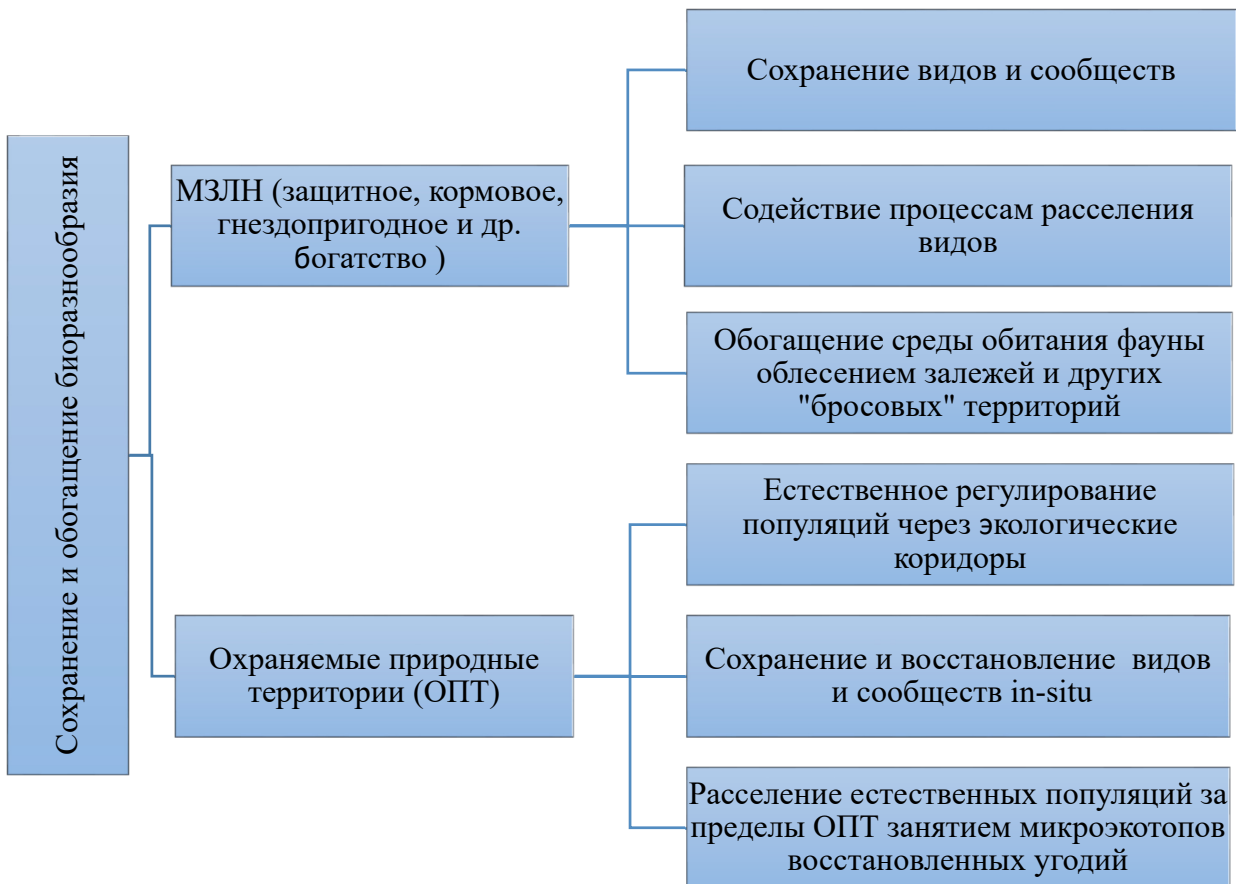 Сохранение и обогащение биоразнообразия
МЗЛН (защитное, кормовое,
гнездопригодное и др.
богатство )
Охраняемые природные
территории (ОПТ)
Сохранение видов и сообществ
Содействие процессам расселения
видов
Обогащение среды обитания фауны
облесением залежей и других
"бросовых" территорий
Естественное регулирование
популяций через экологические
коридоры
Сохранение и восстановление  видов
и сообществ in-situ
Расселение естественных популяций за
пределы ОПТ занятием микроэкотопов
восстановленных угодий